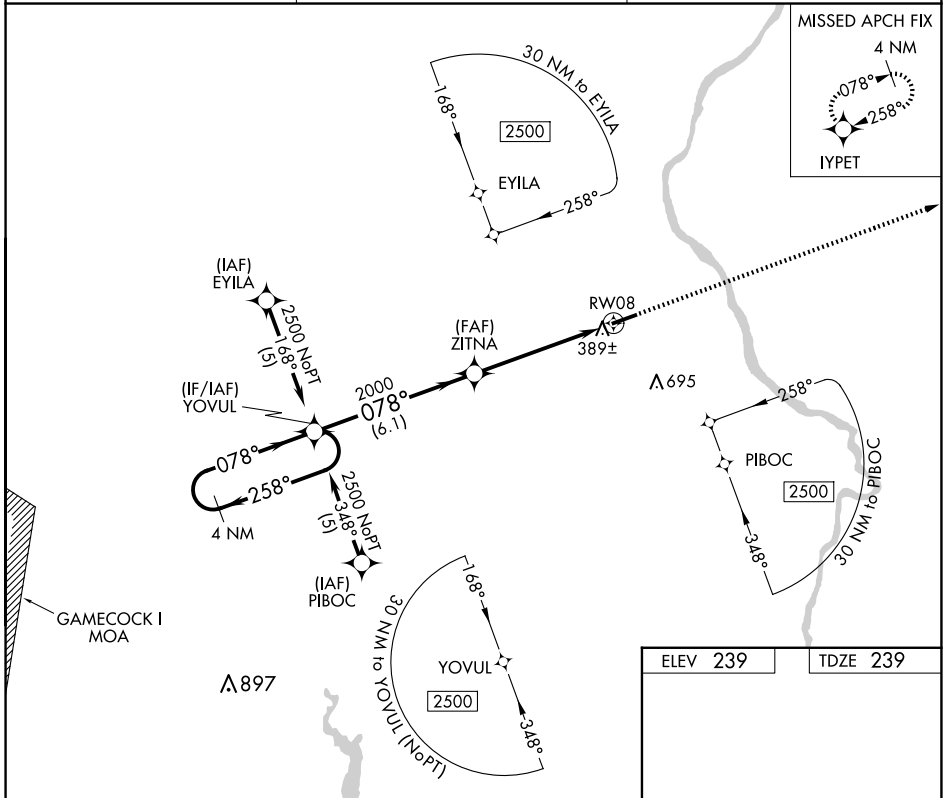 MISSED APCH FIX
4 NM
078°
258°
IYPET
30 NM to EYILA
168°
2500
EYILA
258°
(IAF)
EYILA
2500 NoPT
168°
(5)
RW08
389±
(FAF)
ZITNA
(IF/IAF)
YOVUL
2000
078°
(6.1)
695
258°
PIBOC
2500
348°
30 NM to PIBOC
078°
258°
4 NM
2500 NoPT
348°
(5)
(IAF)
PIBOC
GAMECOCK I
MOA
897
30 NM to YOVUL (NoPT)
168°
YOVUL
2500
348°
ELEV 239
TDZE 239